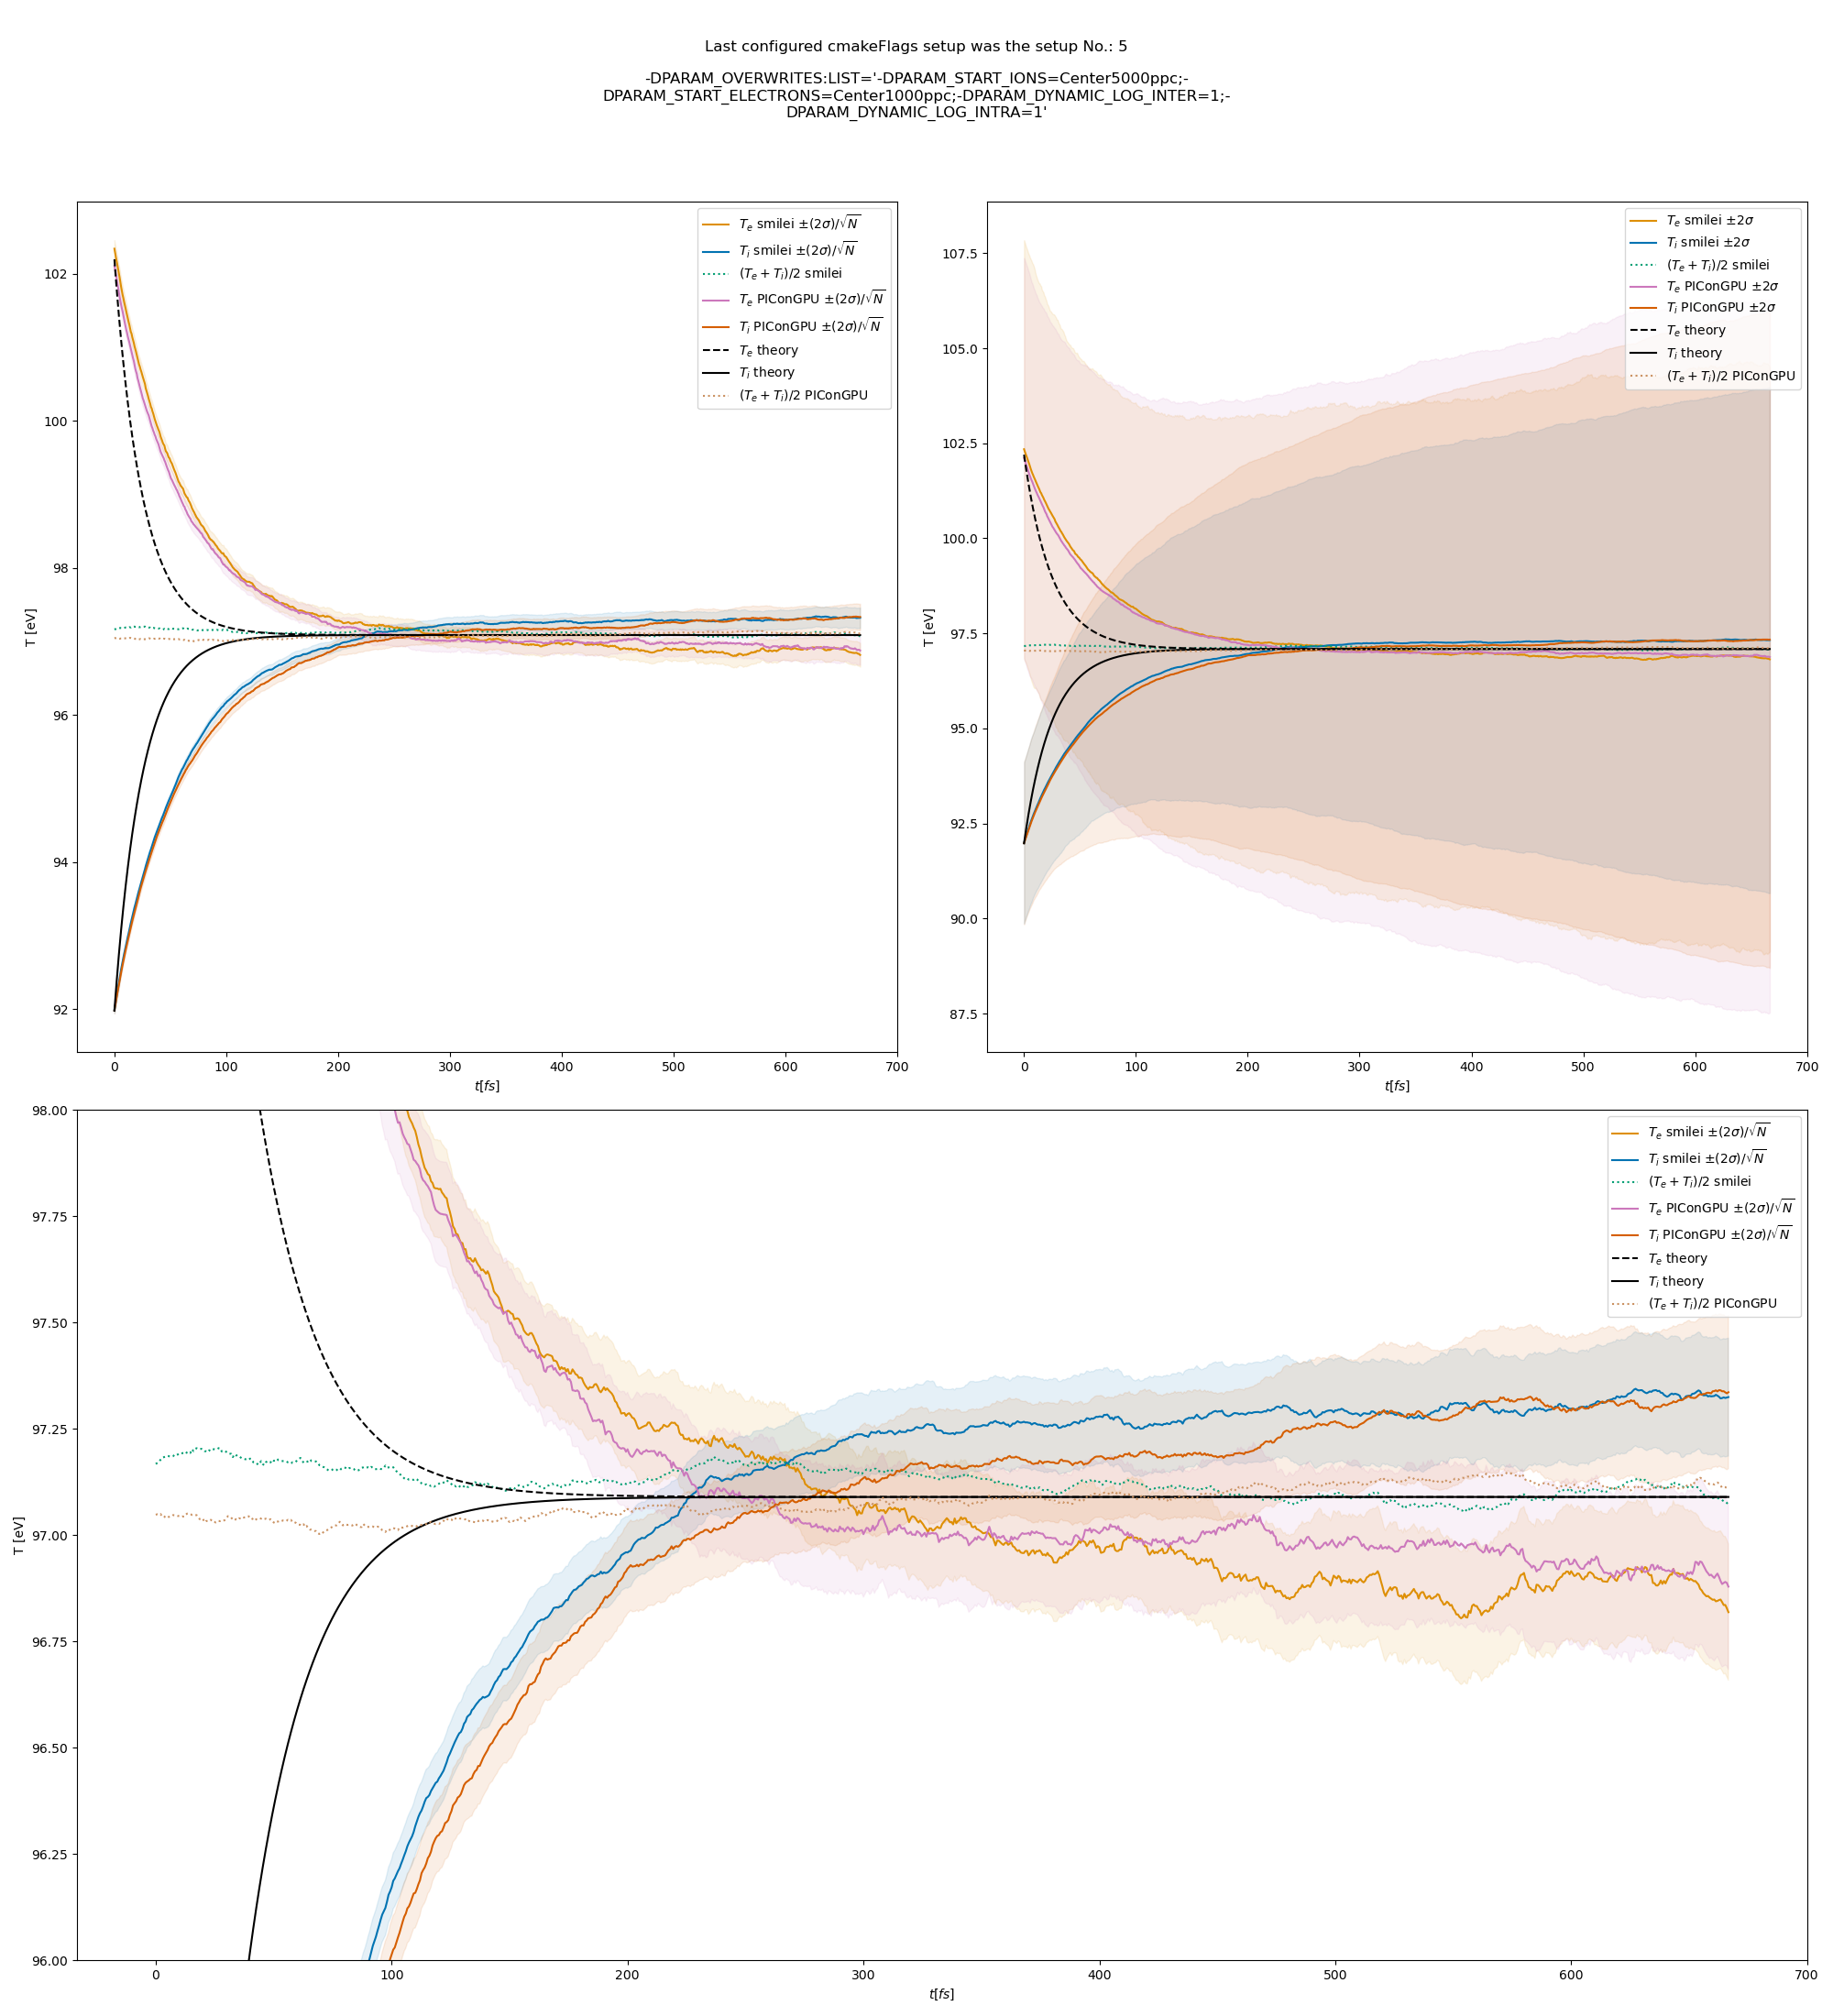 Last configured cmakeFlags setup was the setup No.: 5
-DPARAM_OVERWRITES:LIST='-DPARAM_START_IONS=Center5000ppc;-
DPARAM_START_ELECTRONS=Center1000ppc;-DPARAM_DYNAMIC_LOG_INTER=1;-
DPARAM_DYNAMIC_LOG_INTRA=1'
T [eV]
102
100
98
96
94
92
0 100 200 300 400 500 600 700
t[fs]
T_e smilei ±(2σ)/√N
T_i smilei ±(2σ)/√N
(T_e + T_i)/2 smilei
T_e PIConGPU ±(2σ)/√N
T_i PIConGPU ±(2σ)/√N
T_e theory
T_i theory
(T_e + T_i)/2 PIConGPU
T [eV]
107.5
105.0
102.5
100.0
97.5
95.0
92.5
90.0
87.5
0 100 200 300 400 500 600 700
t[fs]
T_e smilei ±2σ
T_i smilei ±2σ
(T_e + T_i)/2 smilei
T_e PIConGPU ±2σ
T_i PIConGPU ±2σ
T_e theory
T_i theory
(T_e + T_i)/2 PIConGPU
T [eV]
98.00
97.75
97.50
97.25
97.00
96.75
96.50
96.25
96.00
0 100 200 300 400 500 600 700
t[fs]
T_e smilei ±(2σ)/√N
T_i smilei ±(2σ)/√N
(T_e + T_i)/2 smilei
T_e PIConGPU ±(2σ)/√N
T_i PIConGPU ±(2σ)/√N
T_e theory
T_i theory
(T_e + T_i)/2 PIConGPU